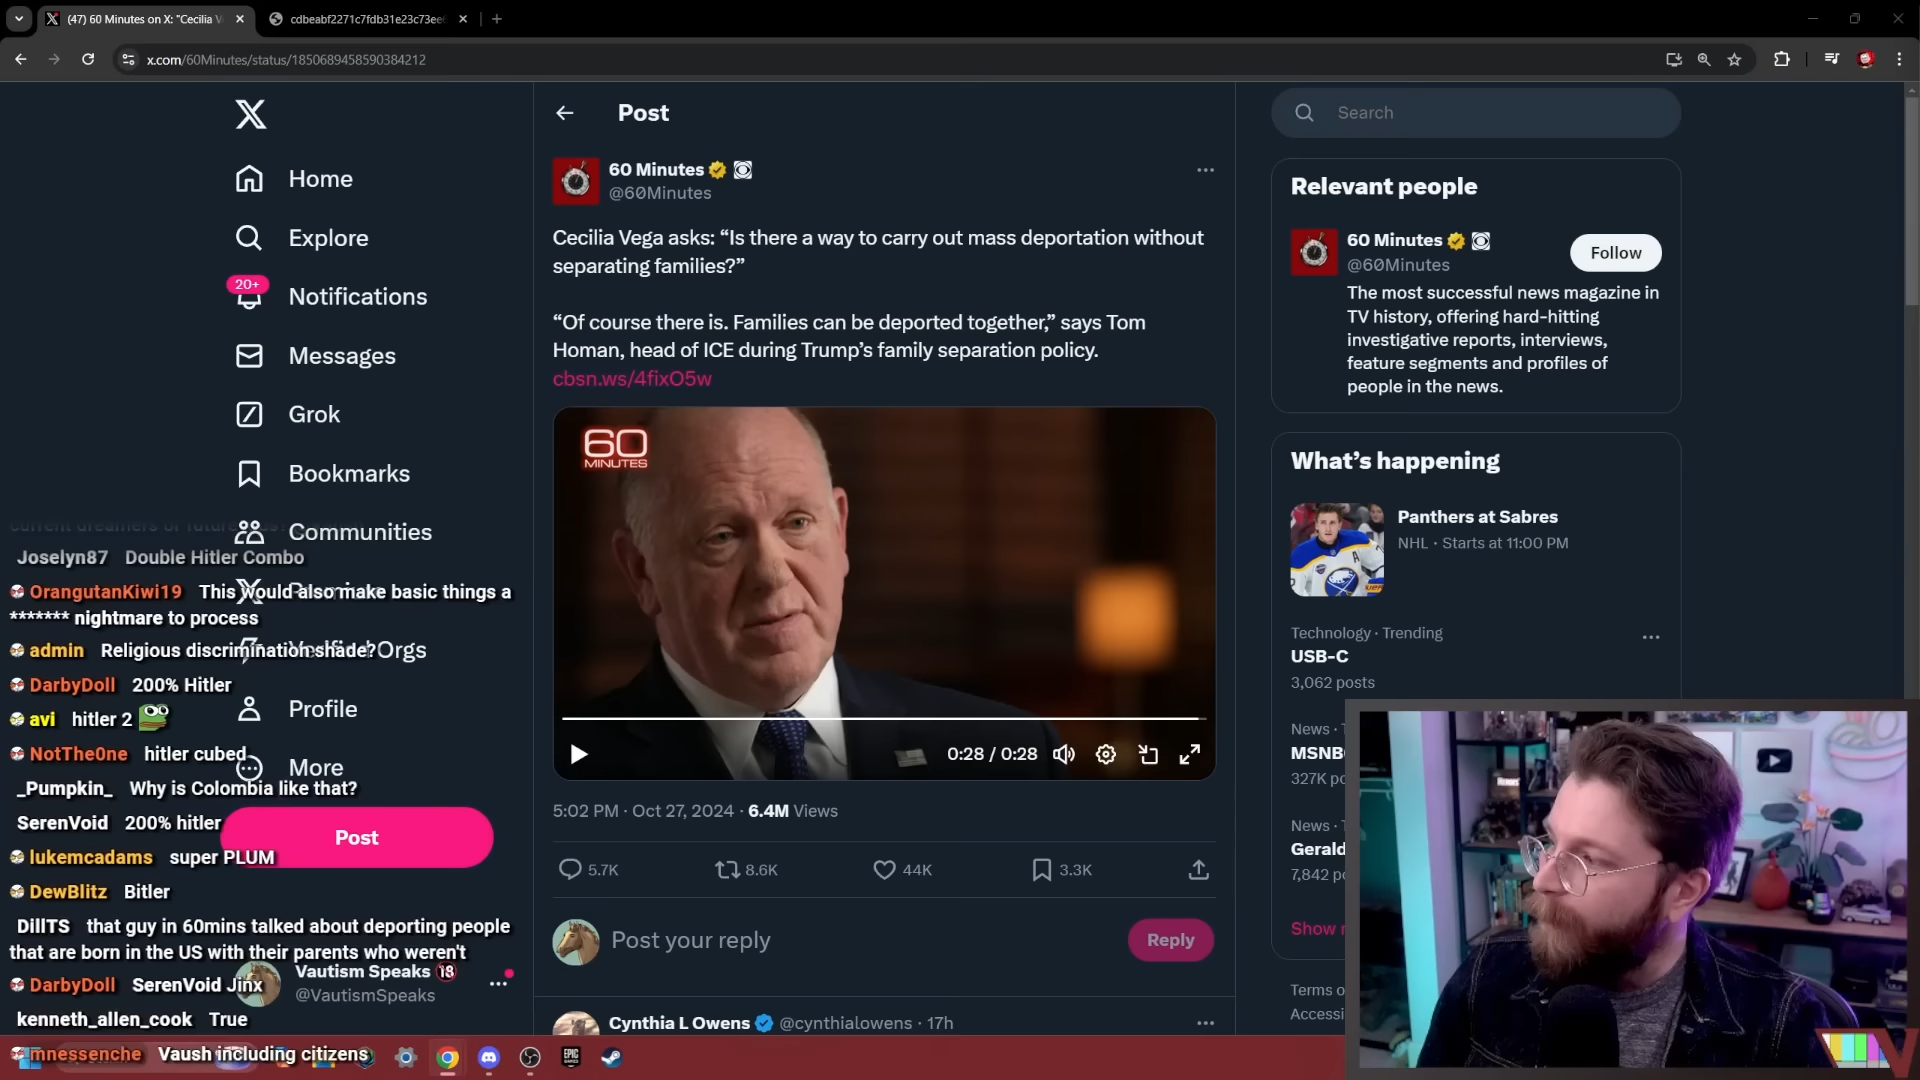 (47) 60 Minutes on X: "Cecilia V
cdbeabf2271c7fdb31e23c73ee
x.com/60Minutes/status/1850689458590384212
Home
Explore
20+
Notifications
Messages
Grok
Bookmarks
Communities
Verified Orgs
Profile
More
Post
Vautism Speaks
@VautismSpeaks
Joselyn87 Double Hitler Combo
OrangutanKiwi19 This would also make basic things a
******* nightmare to process
admin Religious discrimination shade?
DarbyDoll 200% Hitler
avi hitler 2
NotThe0ne hitler cubed
_Pumpkin_ Why is Colombia like that?
SerenVoid 200% hitler
lukemcadams super PLUM
DewBlitz Bitler
DillTS that guy in 60mins talked about deporting people
that are born in the US with their parents who weren't
DarbyDoll SerenVoid Jinx
kenneth_allen_cook True
mnessenche Vaush including citizens
Post
60 Minutes
@60Minutes
Cecilia Vega asks: “Is there a way to carry out mass deportation without
separating families?”
“Of course there is. Families can be deported together,” says Tom
Homan, head of ICE during Trump’s family separation policy.
cbsn.ws/4fixO5w
60
MINUTES
0:28 / 0:28
5:02 PM · Oct 27, 2024 · 6.4M Views
5.7K 8.6K 44K 3.3K
Post your reply
Reply
Cynthia L Owens @cynthialowens · 17h
Search
Relevant people
60 Minutes
@60Minutes
Follow
The most successful news magazine in
TV history, offering hard-hitting
investigative reports, interviews,
feature segments and profiles of
people in the news.
What’s happening
Panthers at Sabres
NHL · Starts at 11:00 PM
Technology · Trending
USB-C
3,062 posts
News ·
MSNB
327K po
News ·
Gerald
7,842 po
Show
Terms o
Accessi
EPIC
GAMES